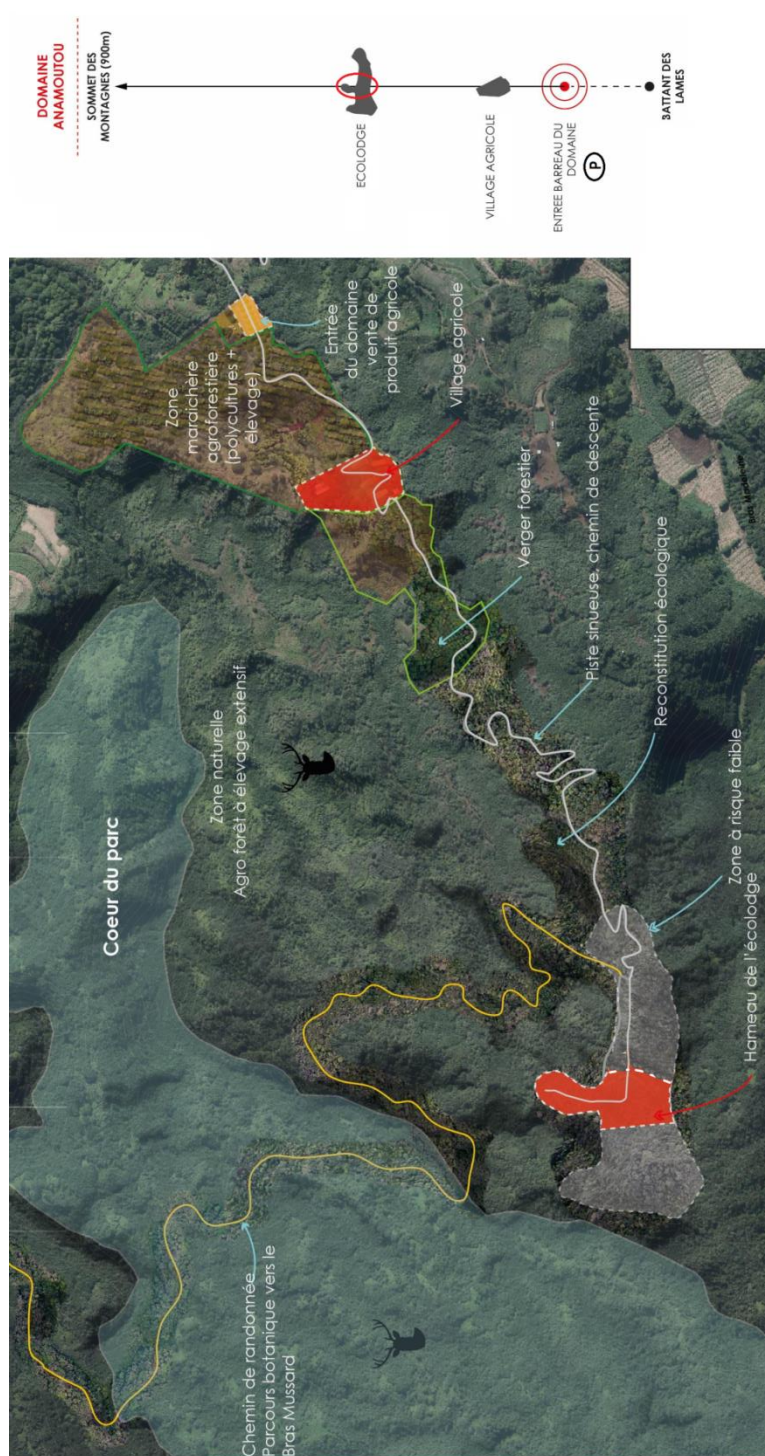 DOMAINE
ANAMOUTOU
SOMMET DES
MONTAGNES (900m)
ECOLODGE
VILLAGE AGRICOLE
ENTREE BARREAU DU
DOMAINE
P
BATTANT DES
LAMES
Coeur du parc
Zone
maraichère
agroforestière
(polycultures +
élevage)
Entrée
du domaine
vente de
produit agricole
Village agricole
Zone naturelle
Agro forêt à élevage extensif
Verger forestier
Piste sinueuse, chemin de descente
Reconstitution écologique
Zone à risque faible
Hameau de l'écolodge
Chemin de randonnée
Parcours botanique vers le
Bras Mussard